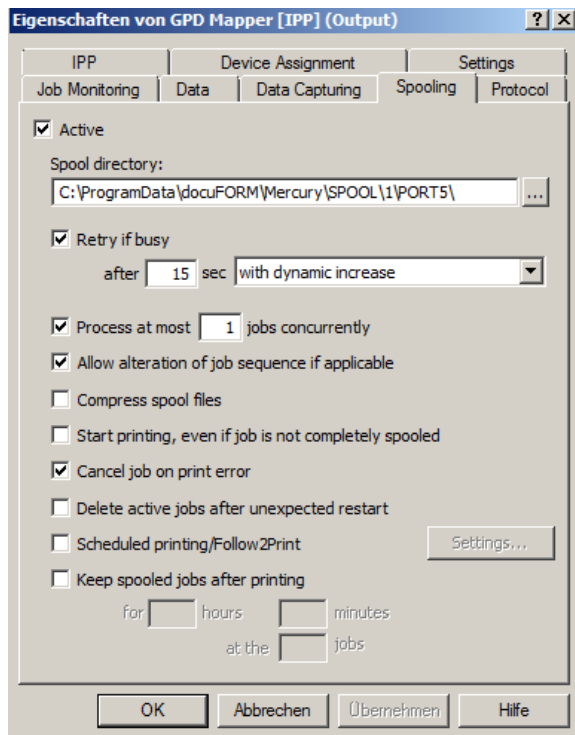 Eigenschaften von GPD Mapper [IPP] (Output)
IPP Device Assignment Settings
Job Monitoring Data Data Capturing Spooling Protocol
Active
Spool directory:
C:\ProgramData\docuFORM\Mercury\SPOOL\1\PORT5\ ...
Retry if busy
after 15 sec with dynamic increase
Process at most 1 jobs concurrently
Allow alteration of job sequence if applicable
Compress spool files
Start printing, even if job is not completely spooled
Cancel job on print error
Delete active jobs after unexpected restart
Scheduled printing/Follow2Print Settings...
Keep spooled jobs after printing
for hours minutes
at the jobs
OK Abbrechen Übernehmen Hilfe